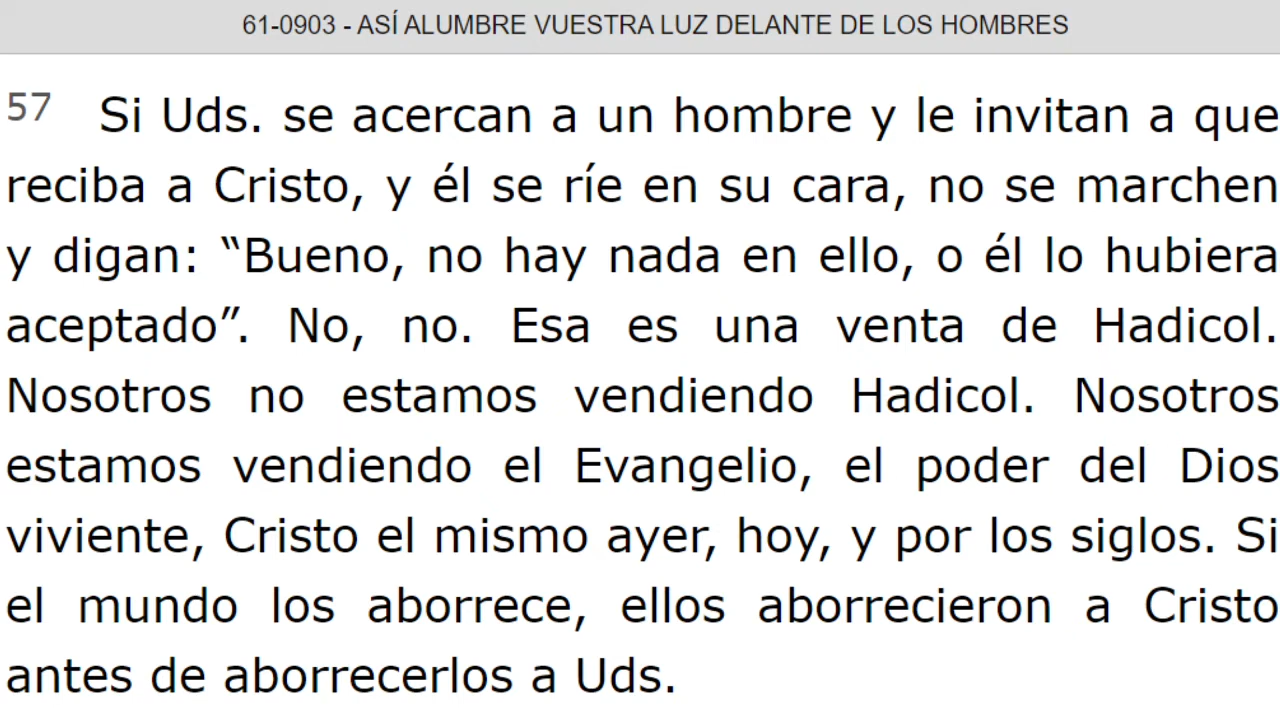 61-0903 - ASÍ ALUMBRE VUESTRA LUZ DELANTE DE LOS HOMBRES
57 Si Uds. se acercan a un hombre y le invitan a que
reciba a Cristo, y él se ríe en su cara, no se marchen
y digan: “Bueno, no hay nada en ello, o él lo hubiera
aceptado”. No, no. Esa es una venta de Hadicol.
Nosotros no estamos vendiendo Hadicol. Nosotros
estamos vendiendo el Evangelio, el poder del Dios
viviente, Cristo el mismo ayer, hoy, y por los siglos. Si
el mundo los aborrece, ellos aborrecieron a Cristo
antes de aborrecerlos a Uds.